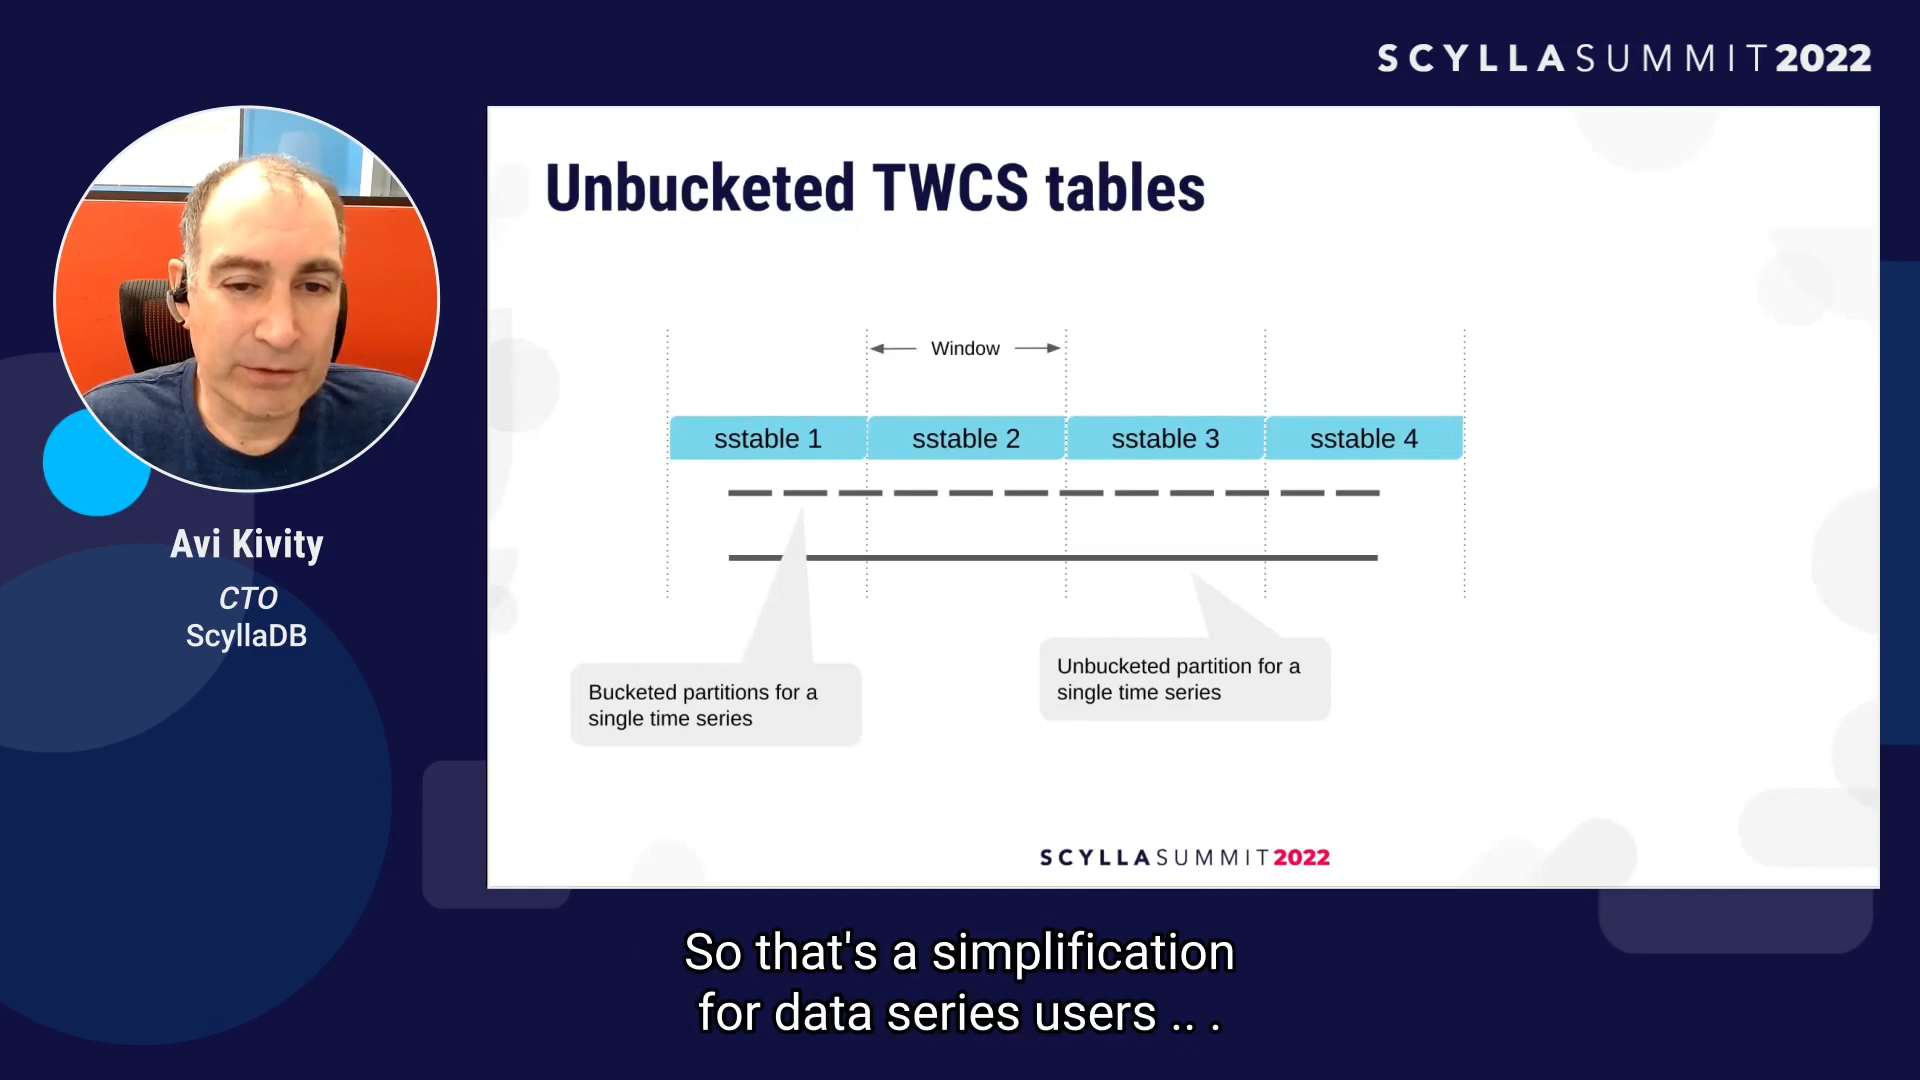 SCYLLASUMMIT2022
Unbucketed TWCS tables
Window
sstable 1
sstable 2
sstable 3
sstable 4
Avi Kivity
CTO
ScyllaDB
Bucketed partitions for a
single time series
Unbucketed partition for a
single time series
SCYLLASUMMIT2022
So that's a simplification
for data series users .. .